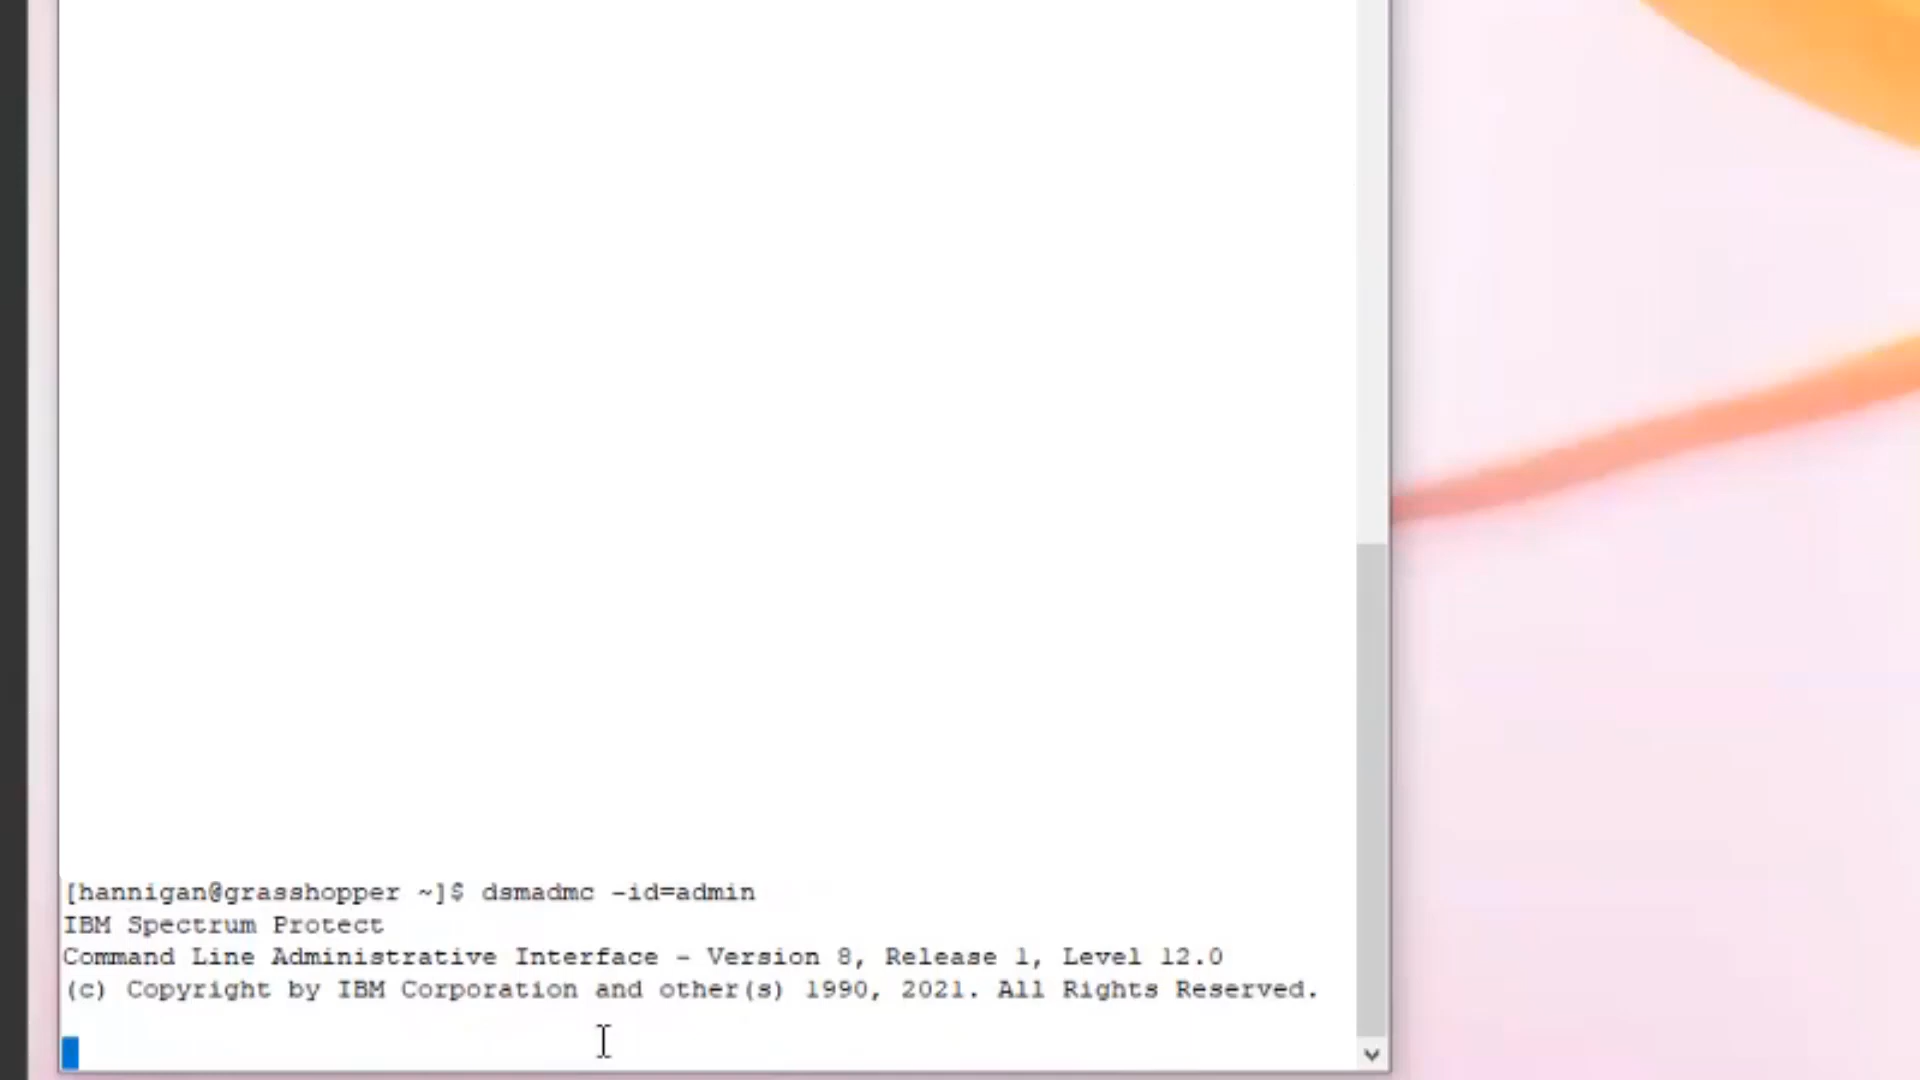 [hannigan@grasshopper ~]$ dsmadmc -id=admin
IBM Spectrum Protect
Command Line Administrative Interface - Version 8, Release 1, Level 12.0
(c) Copyright by IBM Corporation and other(s) 1990, 2021. All Rights Reserved.